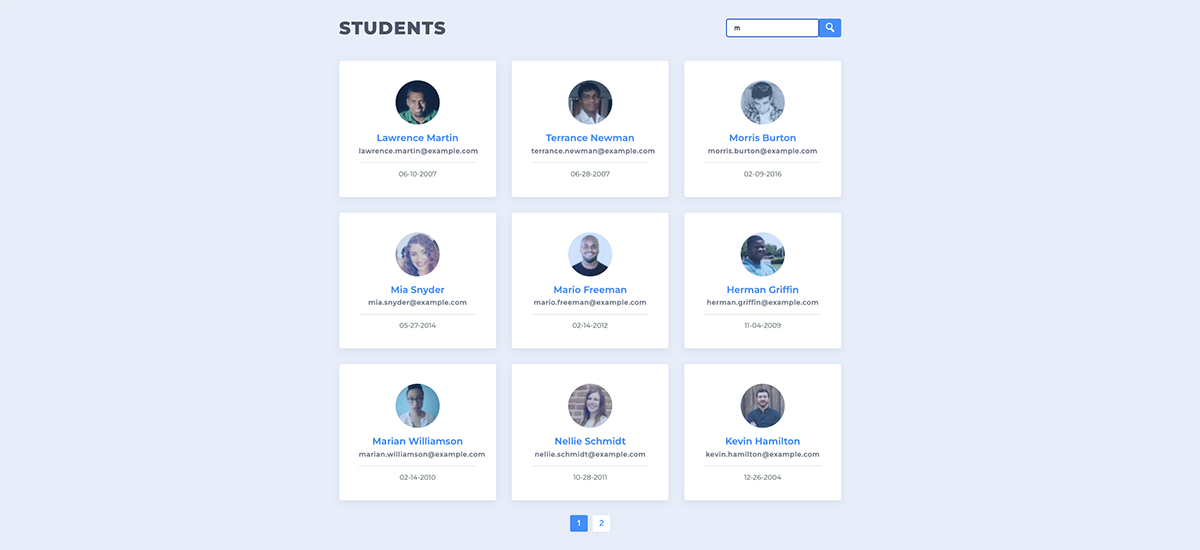 STUDENTS
m
Lawrence Martin
lawrence.martin@example.com
06-10-2007
Terrance Newman
terrance.newman@example.com
06-28-2007
Morris Burton
morris.burton@example.com
02-09-2016
Mia Snyder
mia.snyder@example.com
05-27-2014
Mario Freeman
mario.freeman@example.com
02-14-2012
Herman Griffin
herman.griffin@example.com
11-04-2009
Marian Williamson
marian.williamson@example.com
02-14-2010
Nellie Schmidt
nellie.schmidt@example.com
10-28-2011
Kevin Hamilton
kevin.hamilton@example.com
12-26-2004
1 2